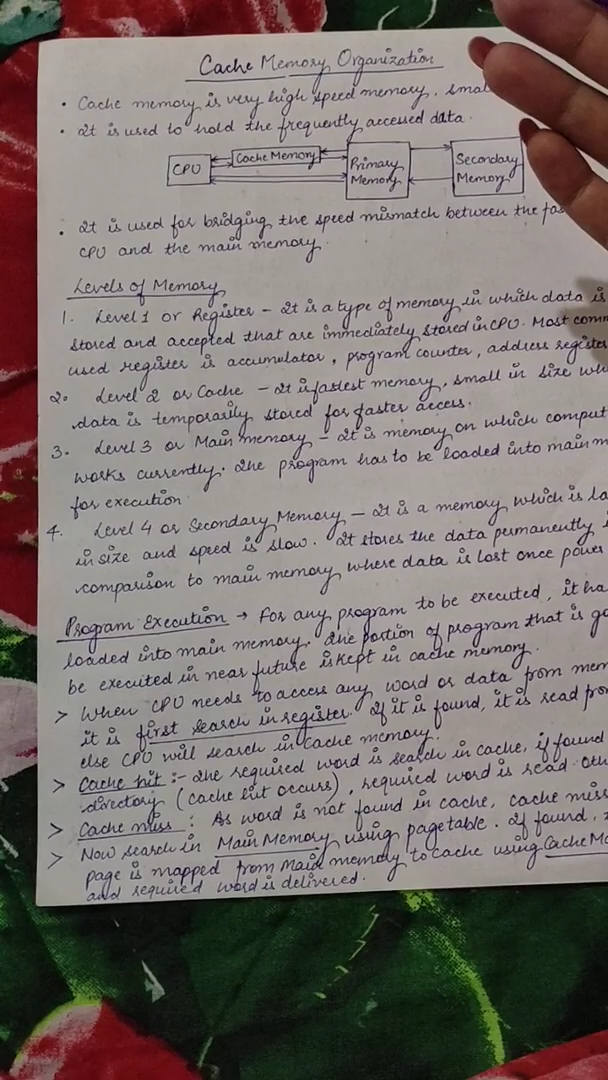 Cache Memory Organization
• Cache memory is very high speed memory, smal
• It is used to hold the frequently accessed data.
CPU
Cache Memory
Primary Memory
Secondary Memory
• It is used for bridging the speed mismatch between the fas
CPU and the main memory.
Levels of Memory
1. Level 1 or Register - It is a type of memory in which data is
stored and accepted that are immediately stored in CPU. Most comm
used register is accumulator, program counter, address register
2. Level 2 or Cache - It is fastest memory, small in size wh
data is temporarily stored for faster access.
3. Level 3 or Main memory - It is memory on which comput
works currently. The program has to be loaded into main m
for execution
4. Level 4 or Secondary Memory - It is a memory which is la
in size and speed is slow. It stores the data permanently i
comparison to main memory where data is lost once power
Program Execution → For any program to be executed, it ha
loaded into main memory. The portion of program that is go
be executed in near future is kept in cache memory.
> When CPU needs to access any word or data from mem
it is first search in register. If it is found, it is read fro
else CPU will search in cache memory.
> Cache hit :- The required word is search in cache, if found
directory (cache hit occurs), required word is read. Oth
> Cache miss : As word is not found in cache, cache miss
> Now search in Main Memory using page table. If found,
page is mapped from Main memory to cache using Cache Ma
and required word is delivered.